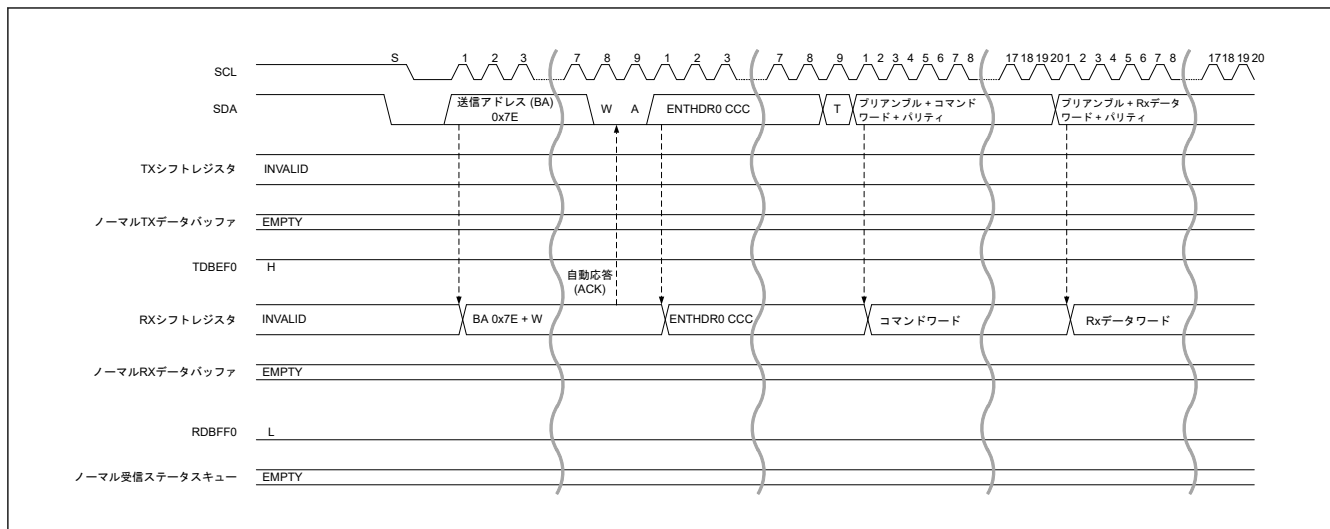 S 1 2 3 7 8 9 1 2 3 7 8 9 1 2 3 4 5 6 7 8 17 18 19 20 1 2 3 4 5 6 7 8 17 18 19 20
SCL
SDA
送信アドレス (BA)
0x7E
W A
ENTHDR0 CCC
T
プリアンブル + コマンド
ワード + パリティ
プリアンブル + Rxデータ
ワード + パリティ
TXシフトレジスタ INVALID
ノーマルTXデータバッファ EMPTY
TDBEF0 H
自動応答
(ACK)
RXシフトレジスタ INVALID BA 0x7E + W ENTHDR0 CCC コマンドワード Rxデータワード
ノーマルRXデータバッファ EMPTY
RDBFF0 L
ノーマル受信ステータスキュー EMPTY